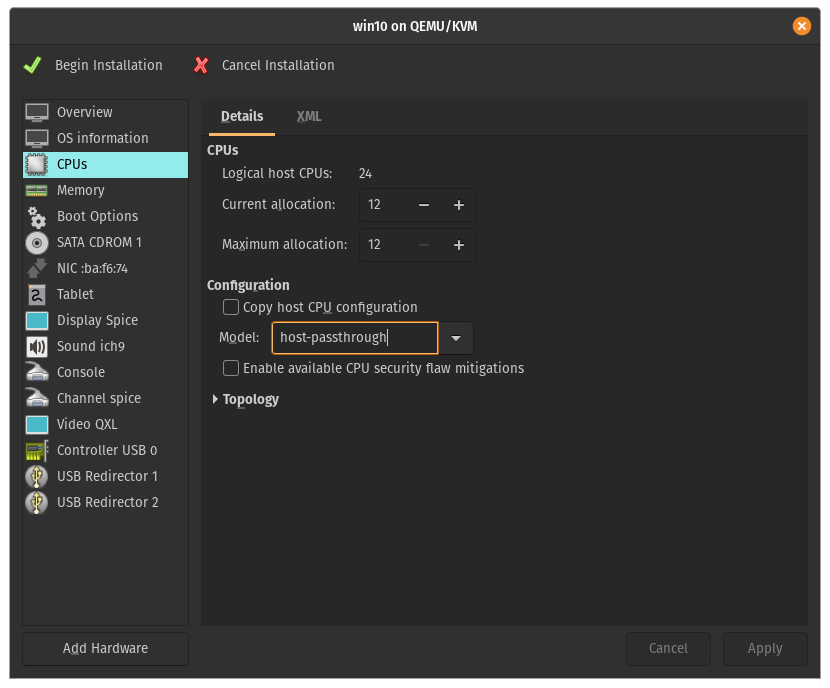 win10 on QEMU/KVM
Begin Installation
Cancel Installation
Overview
OS information
CPUs
Memory
Boot Options
SATA CDROM 1
NIC :ba:f6:74
Tablet
Display Spice
Sound ich9
Console
Channel spice
Video QXL
Controller USB 0
USB Redirector 1
USB Redirector 2
Add Hardware
Details
XML
CPUs
Logical host CPUs: 24
Current allocation: 12
Maximum allocation: 12
Configuration
Copy host CPU configuration
Model: host-passthrough
Enable available CPU security flaw mitigations
Topology
Cancel
Apply